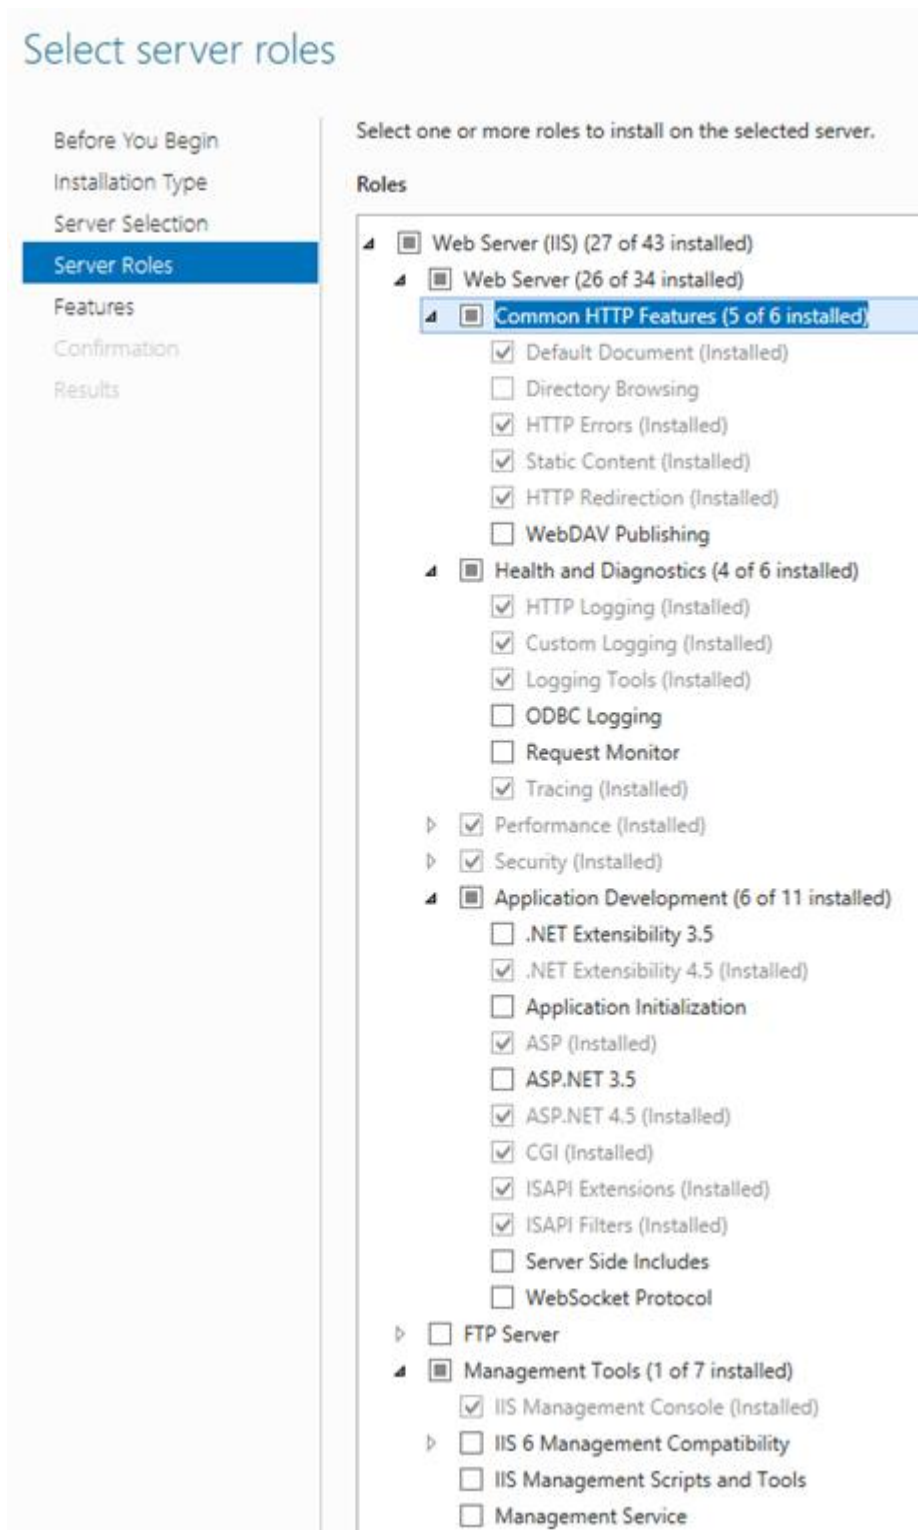 Select server roles
Before You Begin
Installation Type
Server Selection
Server Roles
Features
Confirmation
Results
Select one or more roles to install on the selected server.
Roles
Web Server (IIS) (27 of 43 installed)
Web Server (26 of 34 installed)
Common HTTP Features (5 of 6 installed)
Default Document (Installed)
Directory Browsing
HTTP Errors (Installed)
Static Content (Installed)
HTTP Redirection (Installed)
WebDAV Publishing
Health and Diagnostics (4 of 6 installed)
HTTP Logging (Installed)
Custom Logging (Installed)
Logging Tools (Installed)
ODBC Logging
Request Monitor
Tracing (Installed)
Performance (Installed)
Security (Installed)
Application Development (6 of 11 installed)
.NET Extensibility 3.5
.NET Extensibility 4.5 (Installed)
Application Initialization
ASP (Installed)
ASP.NET 3.5
ASP.NET 4.5 (Installed)
CGI (Installed)
ISAPI Extensions (Installed)
ISAPI Filters (Installed)
Server Side Includes
WebSocket Protocol
FTP Server
Management Tools (1 of 7 installed)
IIS Management Console (Installed)
IIS 6 Management Compatibility
IIS Management Scripts and Tools
Management Service